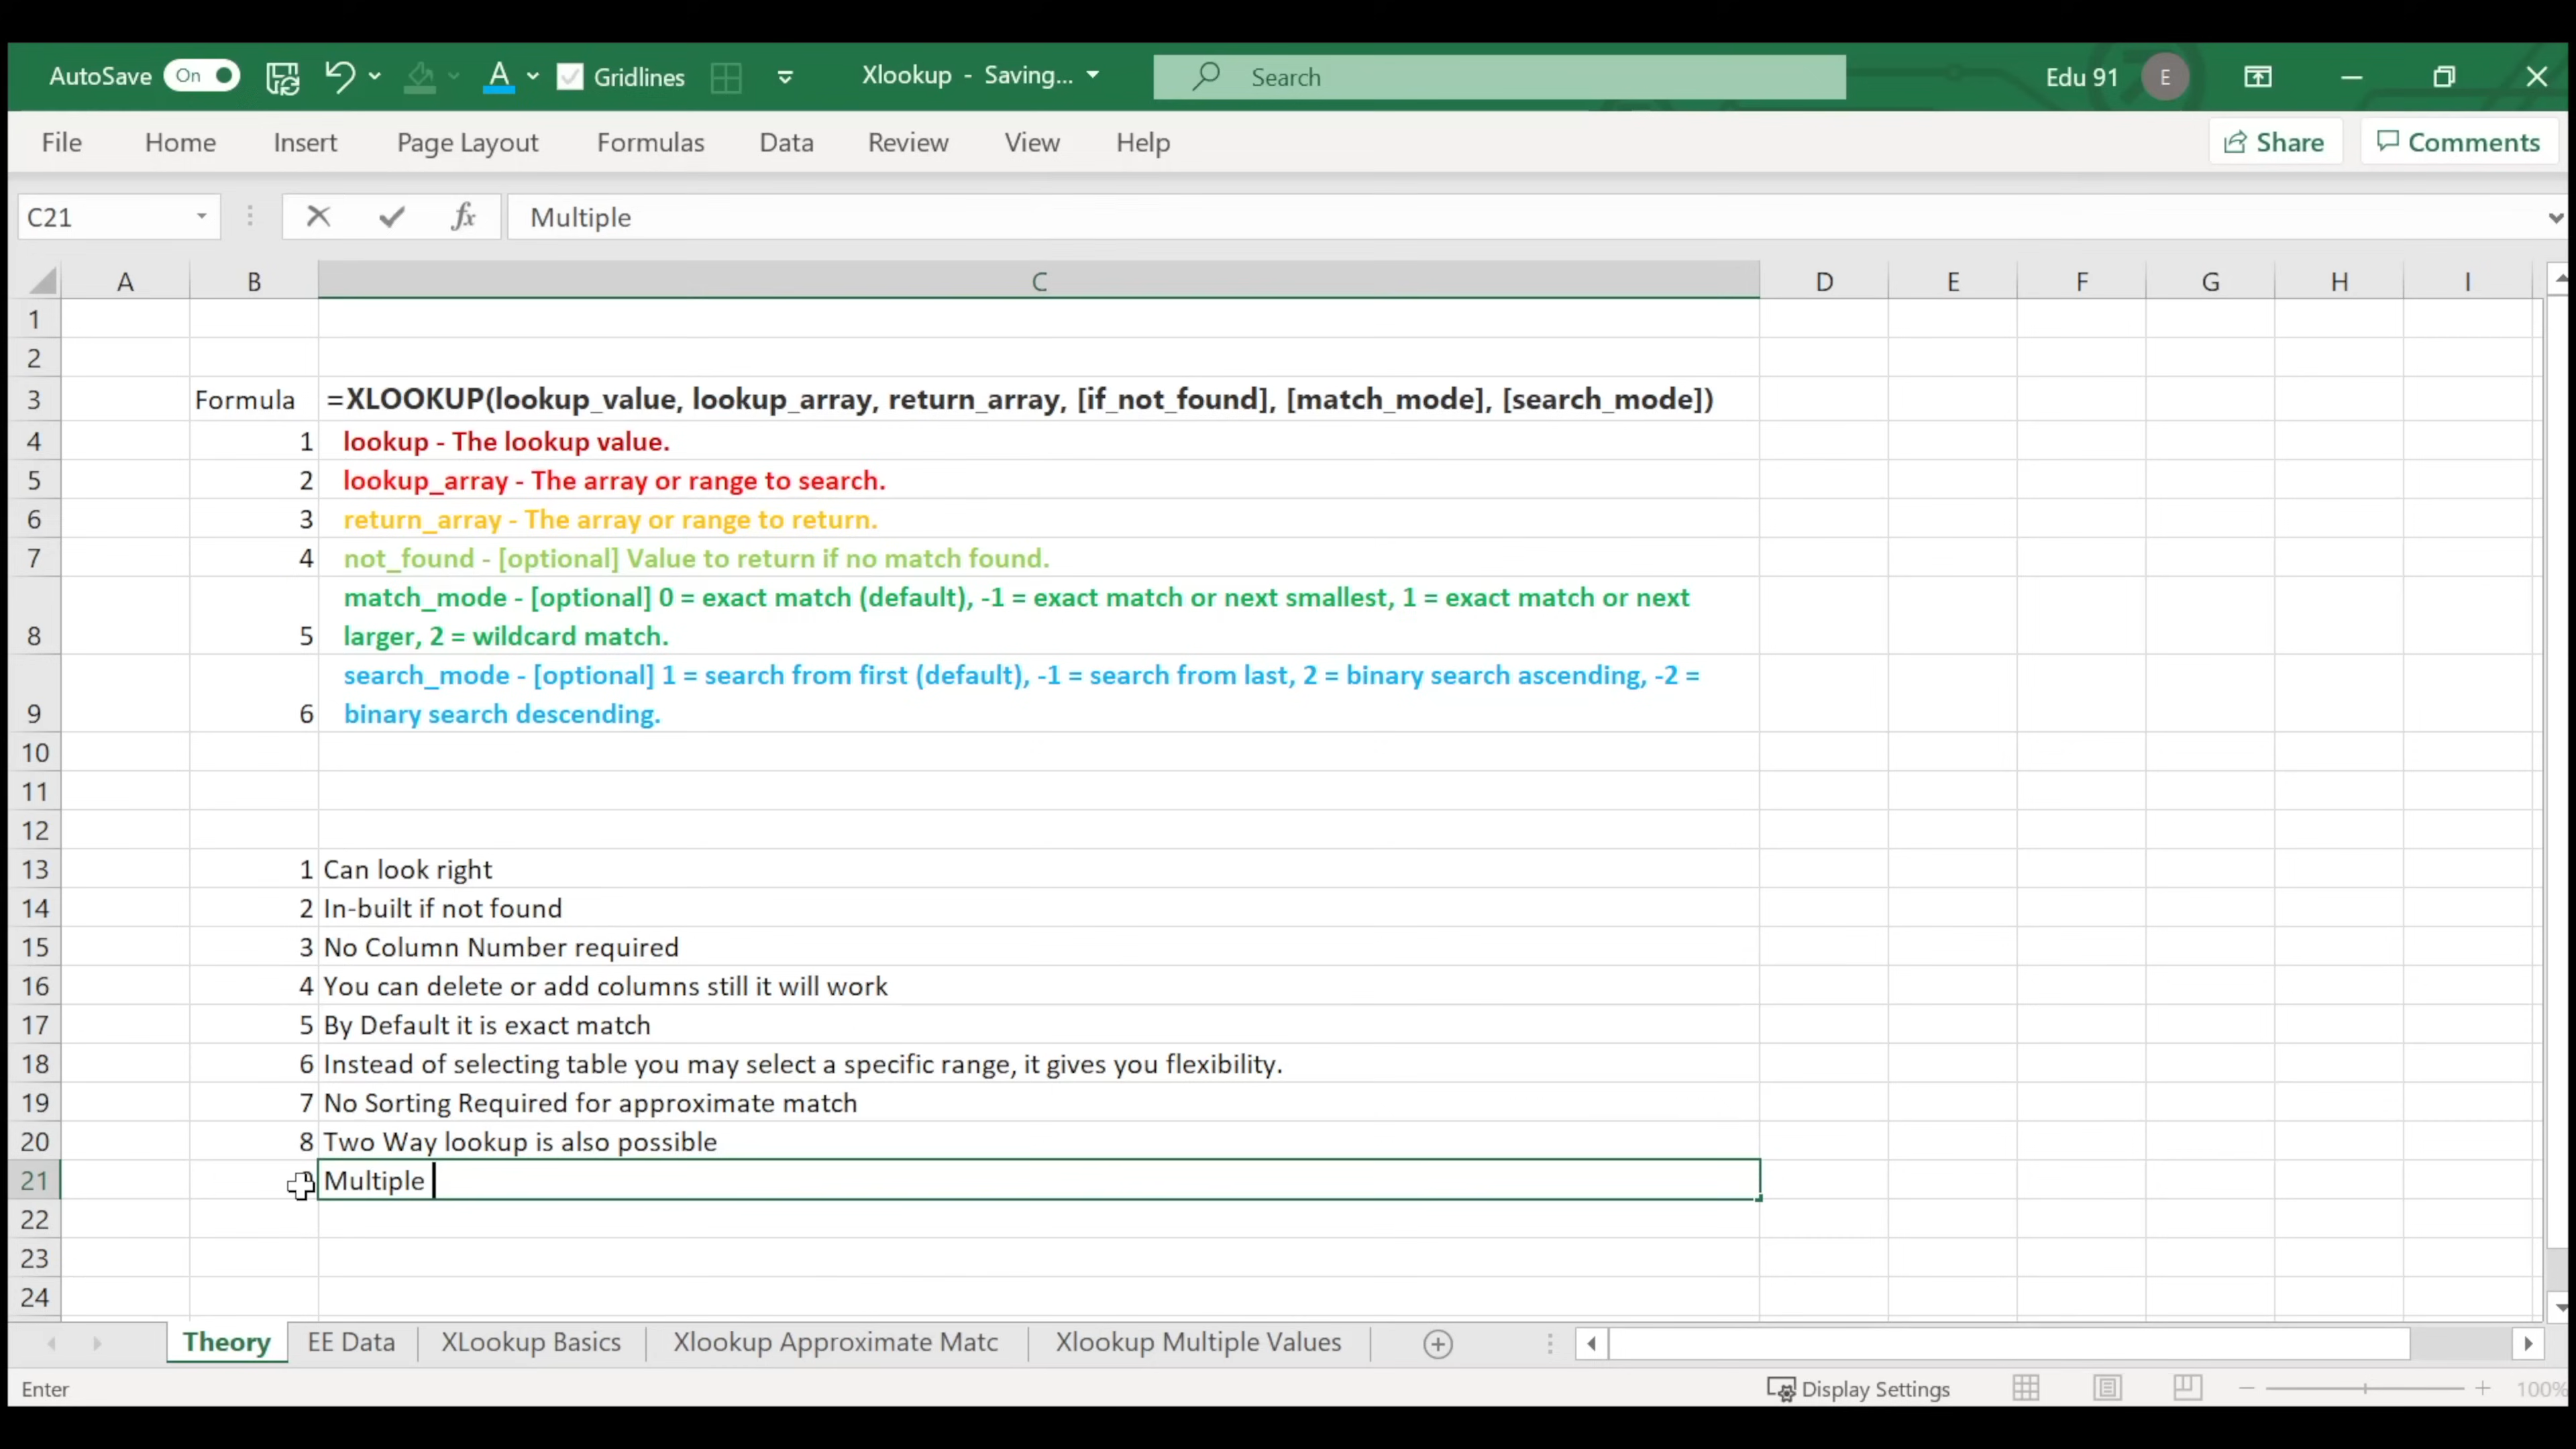 AutoSave On Gridlines Xlookup - Saving... Search Edu 91 E
File Home Insert Page Layout Formulas Data Review View Help Share Comments
C21 fx Multiple
A B C D E F G H I
1
2
3 Formula =XLOOKUP(lookup_value, lookup_array, return_array, [if_not_found], [match_mode], [search_mode])
4 1 lookup - The lookup value.
5 2 lookup_array - The array or range to search.
6 3 return_array - The array or range to return.
7 4 not_found - [optional] Value to return if no match found.
match_mode - [optional] 0 = exact match (default), -1 = exact match or next smallest, 1 = exact match or next
8 5 larger, 2 = wildcard match.
search_mode - [optional] 1 = search from first (default), -1 = search from last, 2 = binary search ascending, -2 =
9 6 binary search descending.
10
11
12
13 1 Can look right
14 2 In-built if not found
15 3 No Column Number required
16 4 You can delete or add columns still it will work
17 5 By Default it is exact match
18 6 Instead of selecting table you may select a specific range, it gives you flexibility.
19 7 No Sorting Required for approximate match
20 8 Two Way lookup is also possible
21 Multiple
22
23
24
Theory EE Data XLookup Basics Xlookup Approximate Matc Xlookup Multiple Values
Enter Display Settings 100%